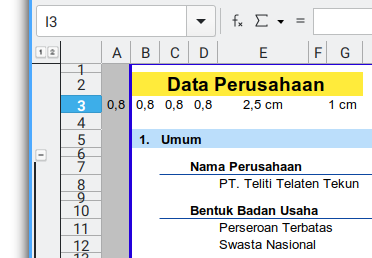 I3
fx Σ =
1 2
A B C D E F G
1
2 Data Perusahaan
3 0,8 0,8 0,8 0,8 2,5 cm 1 cm
4
5 1. Umum
6
7 Nama Perusahaan
8 PT. Teliti Telaten Tekun
9
10 Bentuk Badan Usaha
11 Perseroan Terbatas
12 Swasta Nasional
13